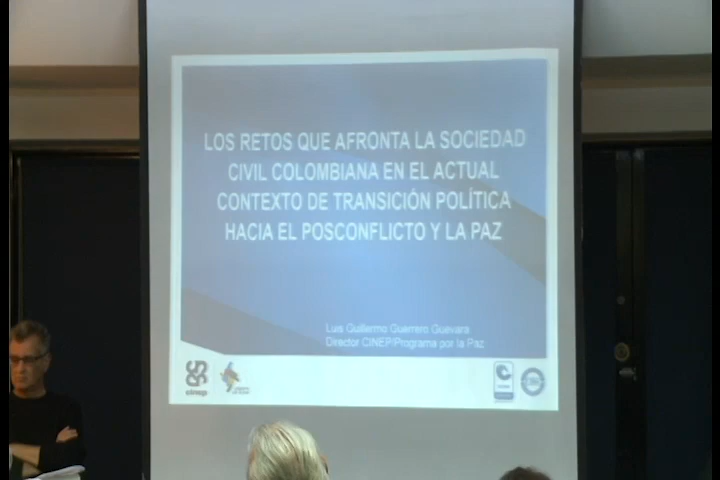 LOS RETOS QUE AFRONTA LA SOCIEDAD
CIVIL COLOMBIANA EN EL ACTUAL
CONTEXTO DE TRANSICIÓN POLÍTICA
HACIA EL POSCONFLICTO Y LA PAZ
Luis Guillermo Guerrero Guevara
Director CINEP/Programa por la Paz
cinep